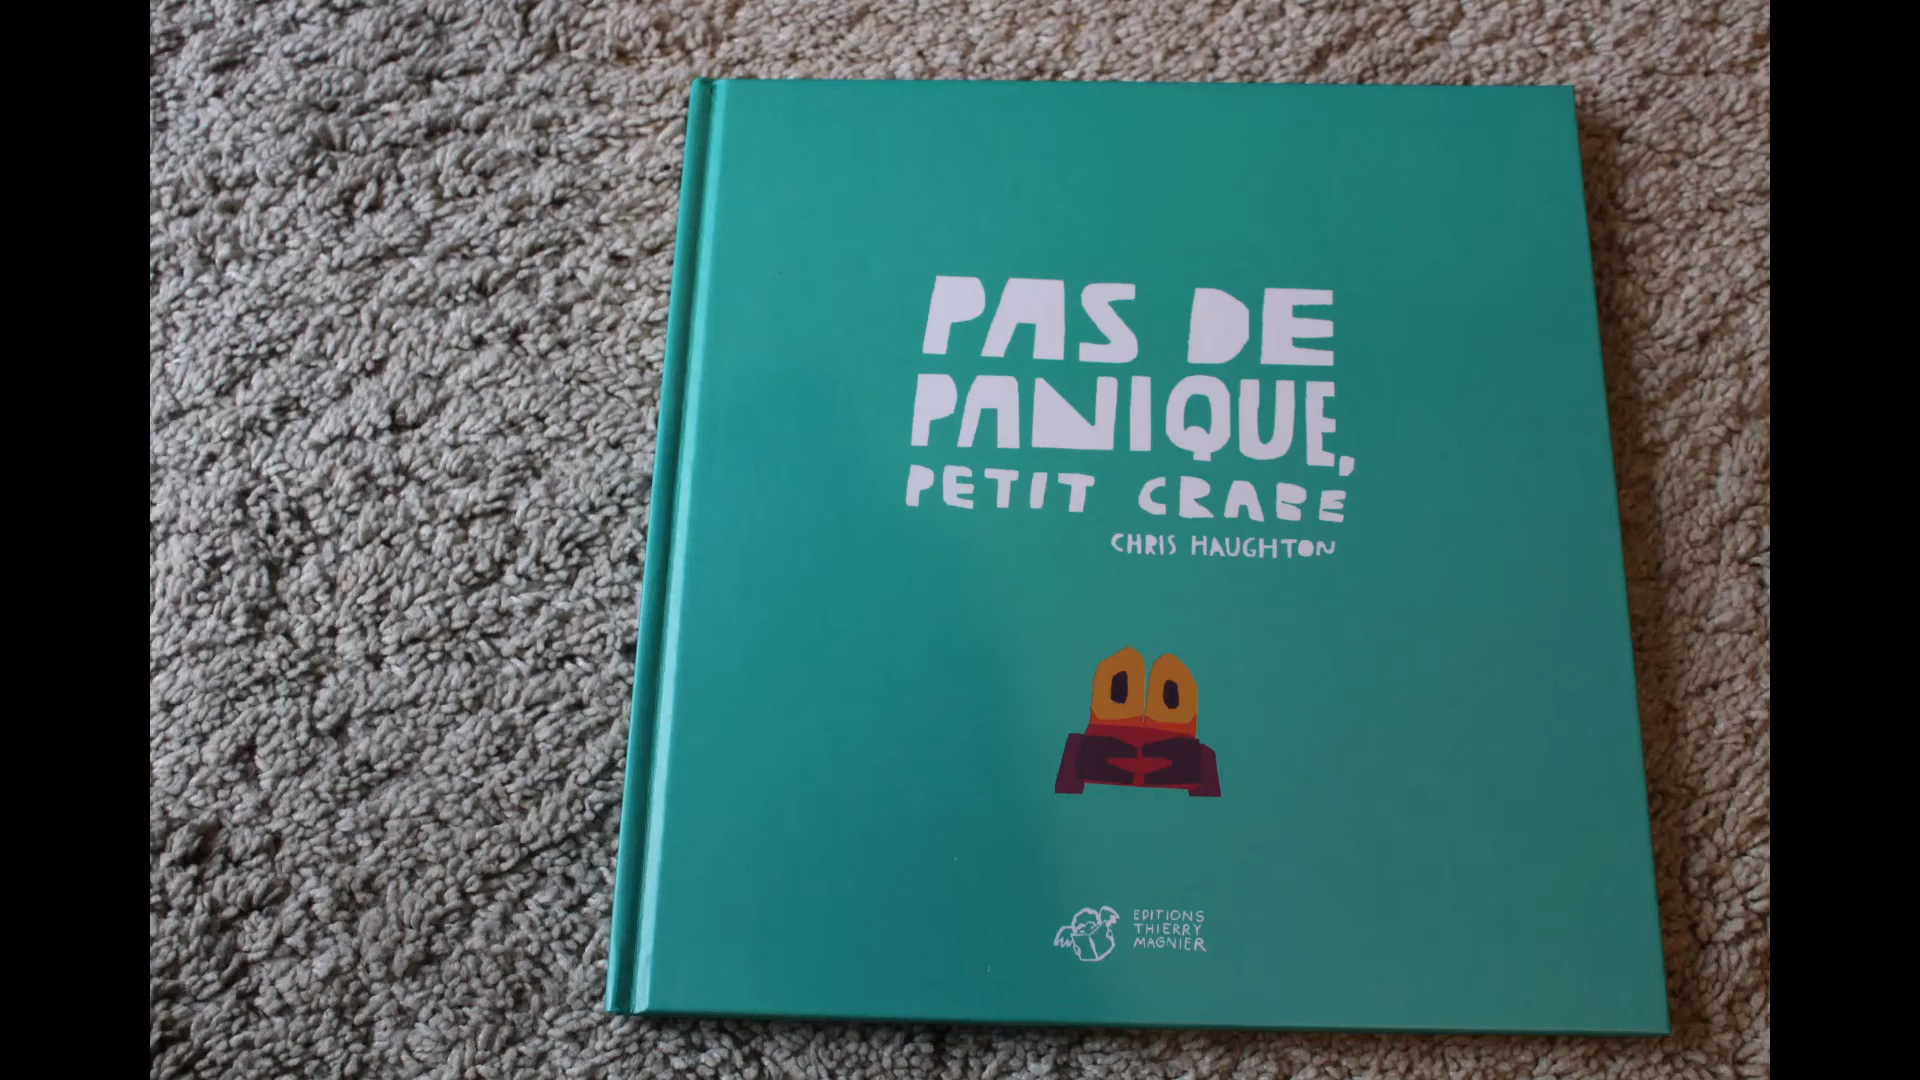 PAS DE
PANIQUE,
PETIT CRABE
CHRIS HAUGHTON
EDITIONS
THIERRY
MAGNIER